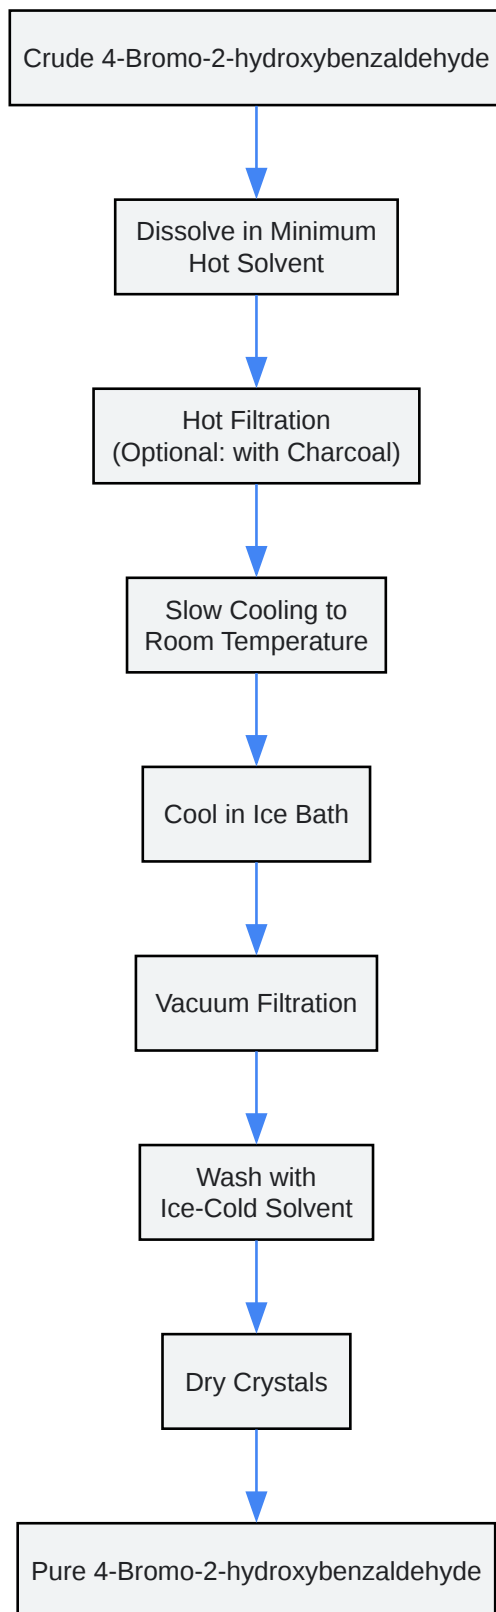 Crude 4-Bromo-2-hydroxybenzaldehyde
Dissolve in Minimum
Hot Solvent
Hot Filtration
(Optional: with Charcoal)
Slow Cooling to
Room Temperature
Cool in Ice Bath
Vacuum Filtration
Wash with
Ice-Cold Solvent
Dry Crystals
Pure 4-Bromo-2-hydroxybenzaldehyde